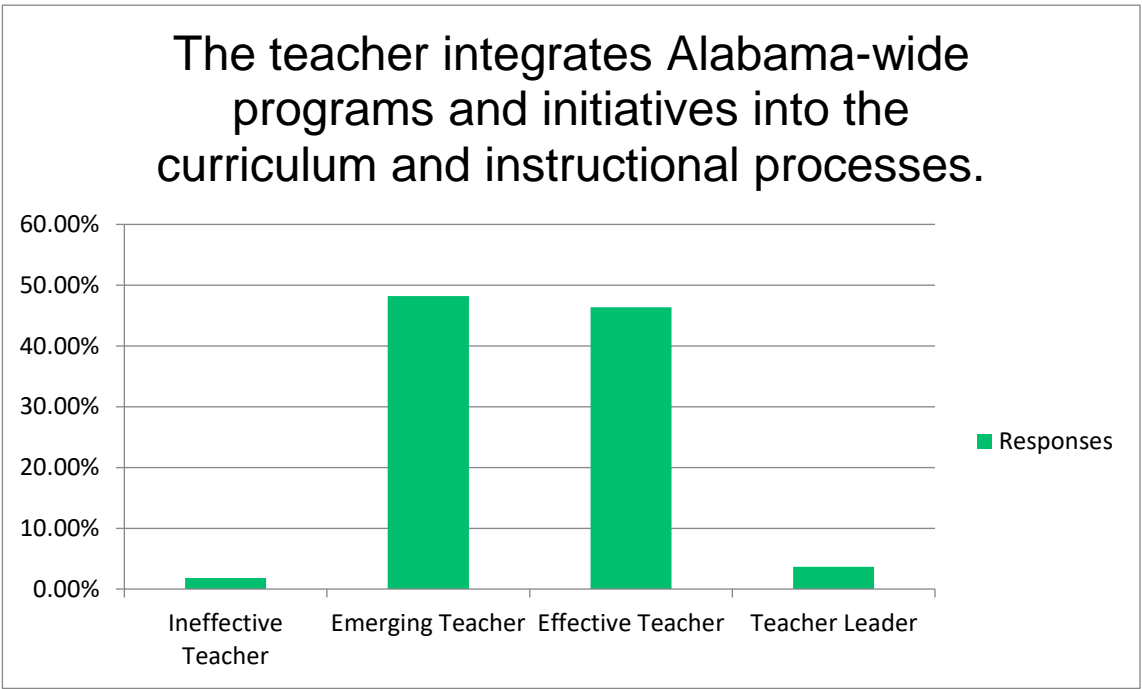 The teacher integrates Alabama-wide
programs and initiatives into the
curriculum and instructional processes.
60.00%
50.00%
40.00%
30.00%
20.00%
10.00%
0.00%
Ineffective
Teacher
Emerging Teacher
Effective Teacher
Teacher Leader
Responses